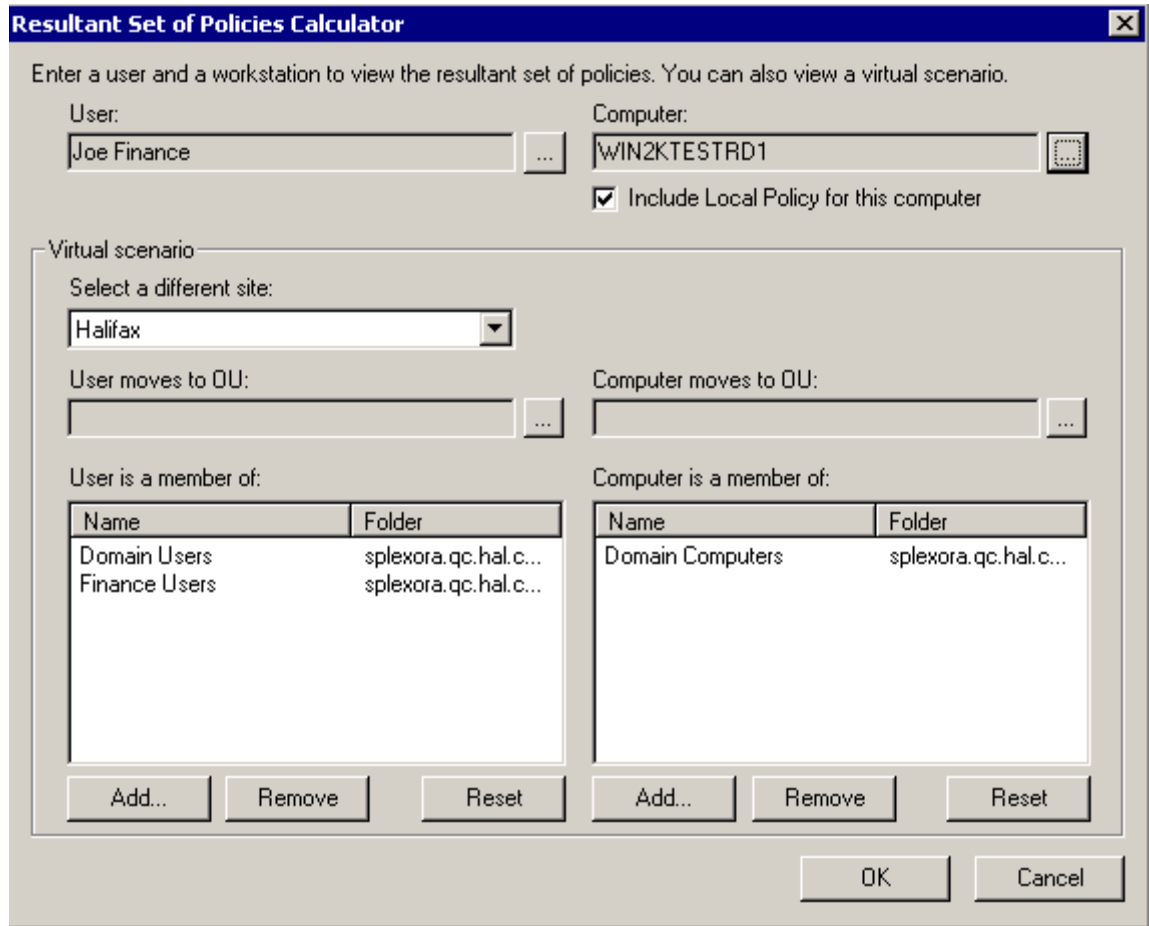 Resultant Set of Policies Calculator
Enter a user and a workstation to view the resultant set of policies. You can also view a virtual scenario.
User: Computer:
Joe Finance ... WIN2KTESTRD1 ...
Include Local Policy for this computer
Virtual scenario
Select a different site:
Halifax
User moves to OU: Computer moves to OU:
... ...
User is a member of: Computer is a member of:
Name Folder Name Folder
Domain Users splexora.qc.hal.c... Domain Computers splexora.qc.hal.c...
Finance Users splexora.qc.hal.c...
Add... Remove Reset Add... Remove Reset
OK Cancel